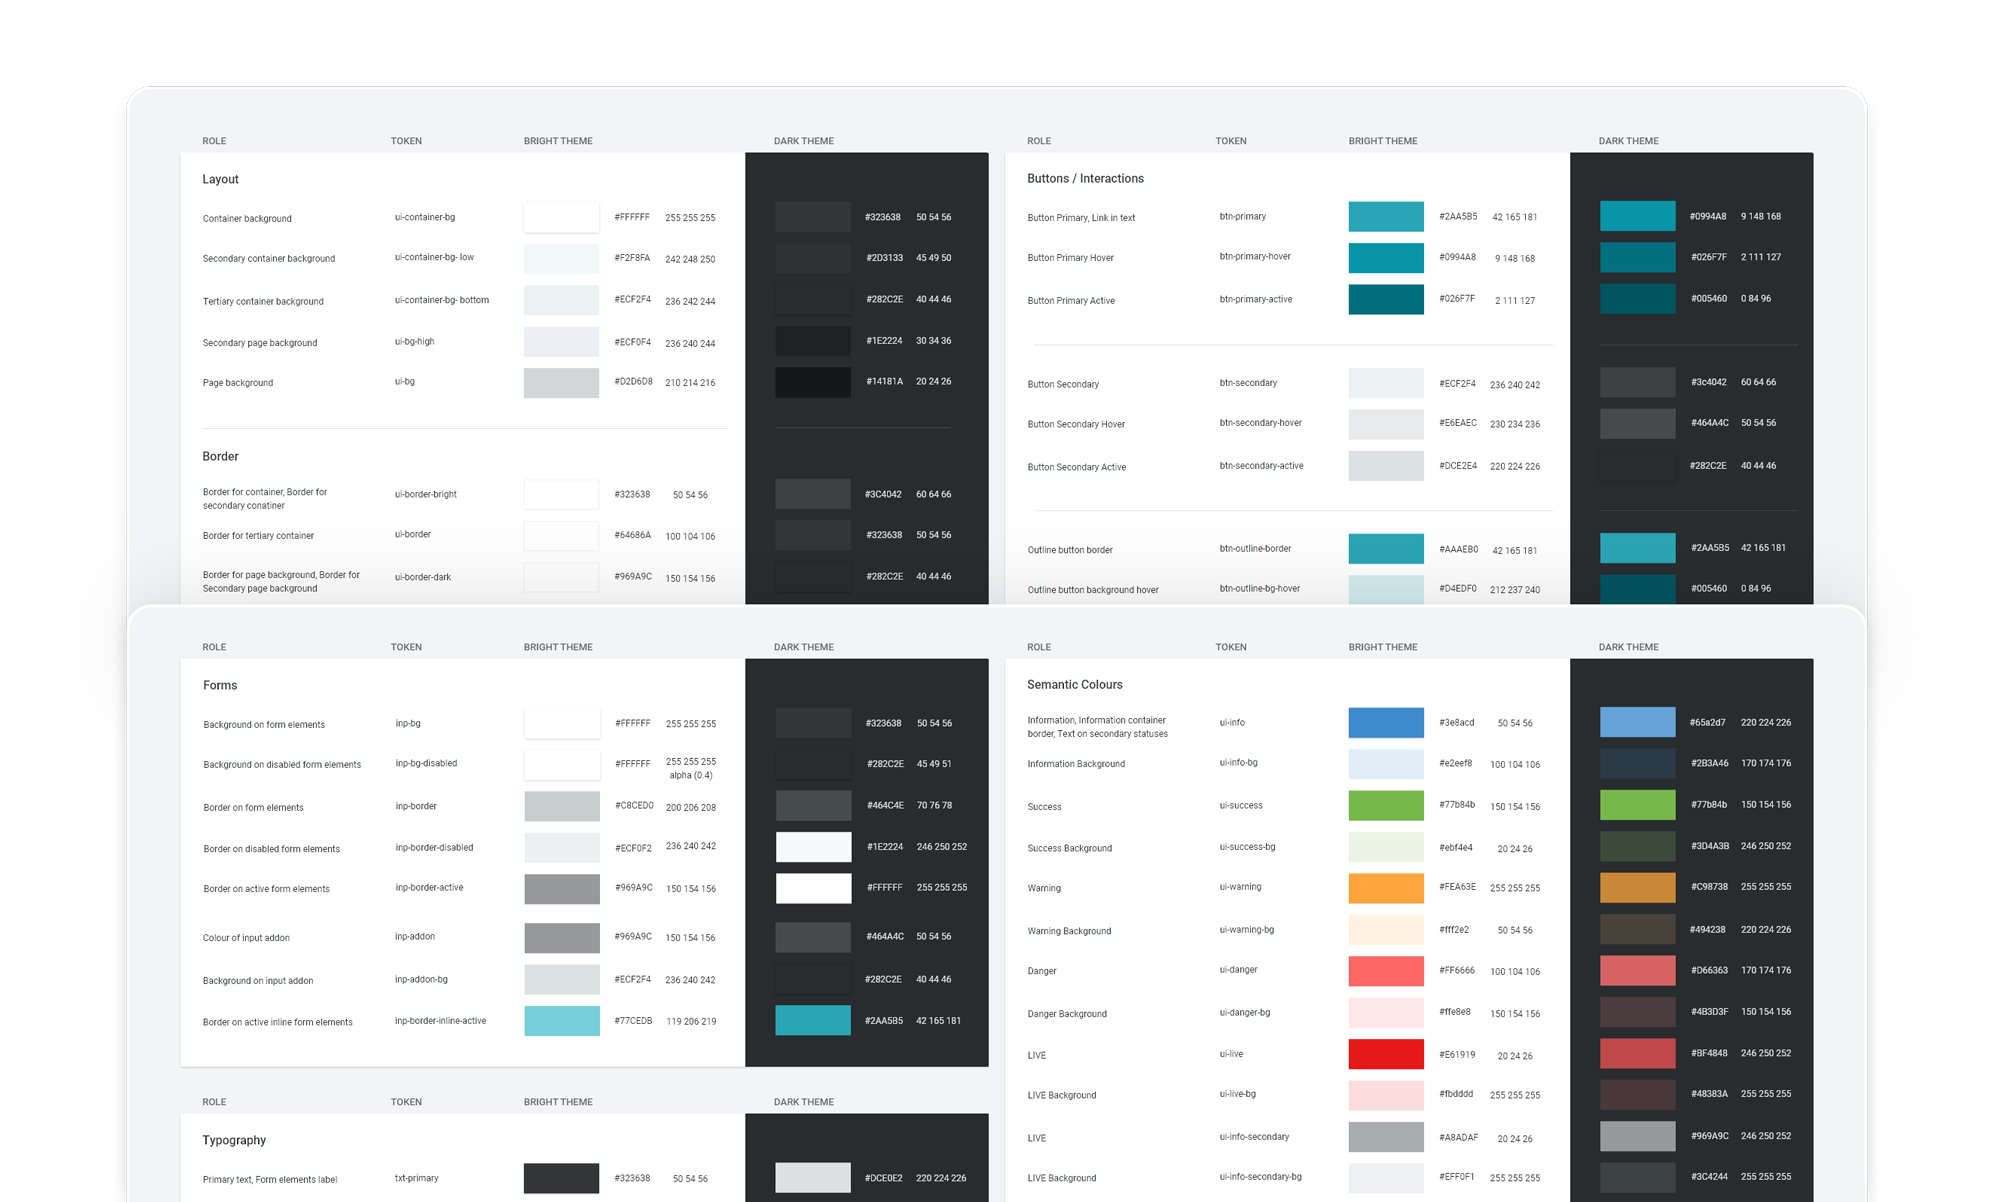 ROLE TOKEN BRIGHT THEME DARK THEME
Layout
Container background ui-container-bg #FFFFFF 255 255 255 #323638 50 54 56
Secondary container background ui-container-bg- low #F2F8FA 242 248 250 #2D3133 45 49 50
Tertiary container background ui-container-bg- bottom #ECF2F4 236 242 244 #282C2E 40 44 46
Secondary page background ui-bg-high #ECF0F4 236 240 244 #1E2224 30 34 36
Page background ui-bg #D2D6D8 210 214 216 #14181A 20 24 26
Border
Border for container, Border for
secondary conatiner ui-border-bright #323638 50 54 56 #3C4042 60 64 66
Border for tertiary container ui-border #64686A 100 104 106 #323638 50 54 56
Border for page background, Border for
Secondary page background ui-border-dark #969A9C 150 154 156 #282C2E 40 44 46
ROLE TOKEN BRIGHT THEME DARK THEME
Buttons / Interactions
Button Primary, Link in text btn-primary #2AA5B5 42 165 181 #0994A8 9 148 168
Button Primary Hover btn-primary-hover #0994A8 9 148 168 #026F7F 2 111 127
Button Primary Active btn-primary-active #026F7F 2 111 127 #005460 0 84 96
Button Secondary btn-secondary #ECF2F4 236 240 242 #3c4042 60 64 66
Button Secondary Hover btn-secondary-hover #E6EAEC 230 234 236 #464A4C 50 54 56
Button Secondary Active btn-secondary-active #DCE2E4 220 224 226 #282C2E 40 44 46
Outline button border btn-outline-border #AAAEB0 42 165 181 #2AA5B5 42 165 181
Outline button background hover btn-outline-bg-hover #D4EDF0 212 237 240 #005460 0 84 96
ROLE TOKEN BRIGHT THEME DARK THEME
Forms
Background on form elements inp-bg #FFFFFF 255 255 255 #323638 50 54 56
Background on disabled form elements inp-bg-disabled #FFFFFF 255 255 255 #282C2E 45 49 51
alpha (0.4)
Border on form elements inp-border #C8CED0 200 206 208 #464C4E 70 76 78
Border on disabled form elements inp-border-disabled #ECF0F2 236 240 242 #1E2224 246 250 252
Border on active form elements inp-border-active #969A9C 150 154 156 #FFFFFF 255 255 255
Colour of input addon inp-addon #969A9C 150 154 156 #464A4C 50 54 56
Background on input addon inp-addon-bg #ECF2F4 236 240 242 #282C2E 40 44 46
Border on active inline form elements inp-border-inline-active #77CEDB 119 206 219 #2AA5B5 42 165 181
ROLE TOKEN BRIGHT THEME DARK THEME
Typography
Primary text, Form elements label txt-primary #323638 50 54 56 #DCE0E2 220 224 226
ROLE TOKEN BRIGHT THEME DARK THEME
Semantic Colours
Information, Information container
border, Text on secondary statuses ui-info #3e8acd 50 54 56 #65a2d7 220 224 226
Information Background ui-info-bg #e2eef8 100 104 106 #2B3A46 170 174 176
Success ui-success #77b84b 150 154 156 #77b84b 150 154 156
Success Background ui-success-bg #ebf4e4 20 24 26 #3D4A3B 246 250 252
Warning ui-warning #FEA63E 255 255 255 #C98738 255 255 255
Warning Background ui-warning-bg #fff2e2 50 54 56 #494238 220 224 226
Danger ui-danger #FF6666 100 104 106 #D66363 170 174 176
Danger Background ui-danger-bg #ffe8e8 150 154 156 #4B3D3F 150 154 156
LIVE ui-live #E61919 20 24 26 #BF4848 246 250 252
LIVE Background ui-live-bg #fbdddd 255 255 255 #48383A 255 255 255
LIVE ui-info-secondary #A8ADAF 20 24 26 #969A9C 246 250 252
LIVE Background ui-info-secondary-bg #EFF0F1 255 255 255 #3C4244 255 255 255